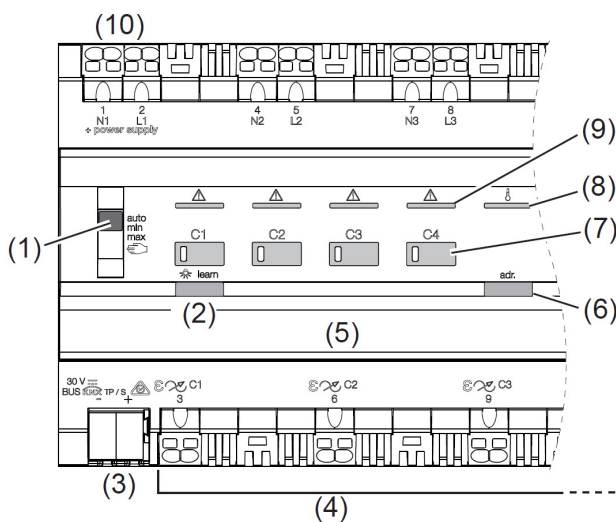 (10)
1 2 4 5 7 8
N1 L1 N2 L2 N3 L3
+ power supply
(9)
(8)
(1)
auto
min
max
C1 C2 C3 C4
(7)
learn adr.
(2)
(6)
(5)
30 V
BUS KNX TP / S
- +
C1 C2 C3
3 6 9
(3)
(4)